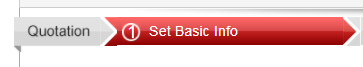 Quotation ① Set Basic Info